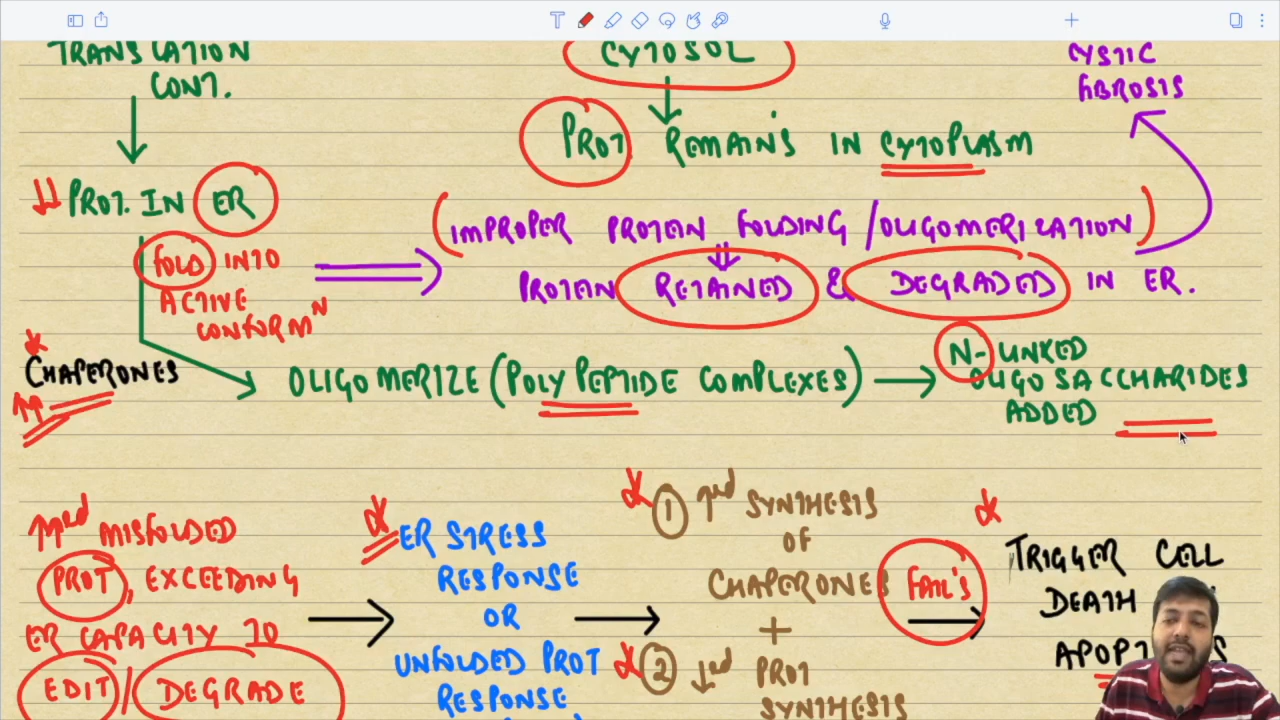 TRANSLATION
CONT.
CYTOSOL
CYSTIC
FIBROSIS
PROT REMAINS IN CYTOPLASM
PROT. IN ER
FOLD INTO
ACTIVE
CONFORMN
(IMPROPER PROTEIN FOLDING /OLIGOMERIZATION)
PROTEIN RETAINED & DEGRADED IN ER.
CHAPERONES
OLIGOMERIZE (POLYPEPTIDE COMPLEXES)
N-LINKED
OLIGOSACCHARIDES
ADDED
↑↑ed MISFOLDED
PROT, EXCEEDING
ER CAPACITY TO
EDIT / DEGRADE
ER STRESS
RESPONSE
OR
UNFOLDED PROT
RESPONSE
1 ↑ed SYNTHESIS
OF
CHAPERONES
+
2 ↓ed PROT
SYNTHESIS
FAIL'S
TRIGGER CELL
DEATH